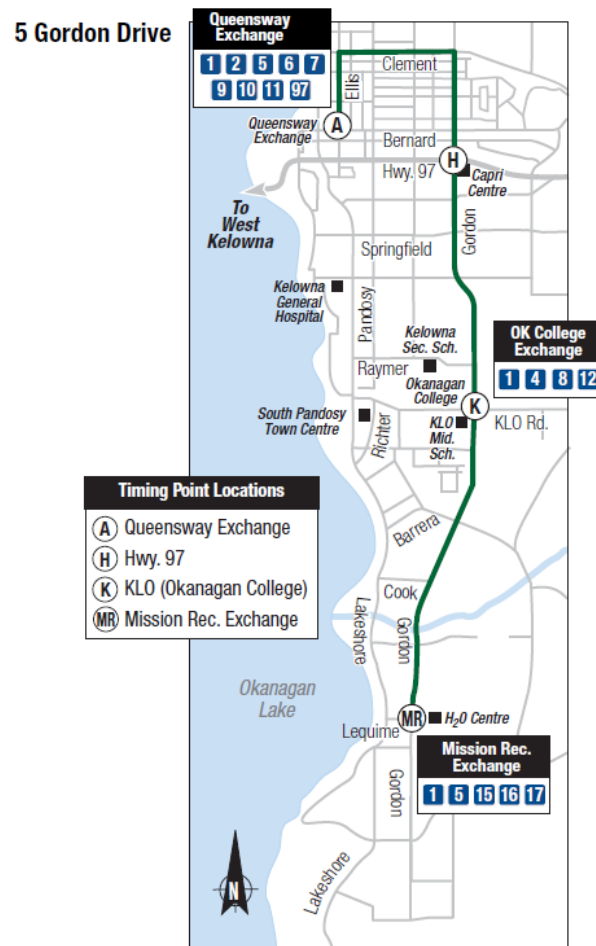 5 Gordon Drive
Queensway
Exchange
1 2 5 6 7
9 10 11 97
Clement
Ellis
Queensway
Exchange
A
Bernard
H
Hwy. 97
Capri
Centre
To
West
Kelowna
Gordon
Springfield
Kelowna
General
Hospital
Pandosy
Kelowna
Sec. Sch.
OK College
Exchange
1 4 8 12
Raymer
Okanagan
College
K
South Pandosy
Town Centre
Richter
KLO
Mid.
Sch.
KLO Rd.
Timing Point Locations
A Queensway Exchange
H Hwy. 97
K KLO (Okanagan College)
MR Mission Rec. Exchange
Barrera
Cook
Lakeshore
Gordon
Okanagan
Lake
MR
H2O Centre
Lequime
Mission Rec.
Exchange
1 5 15 16 17
Gordon
Lakeshore
N